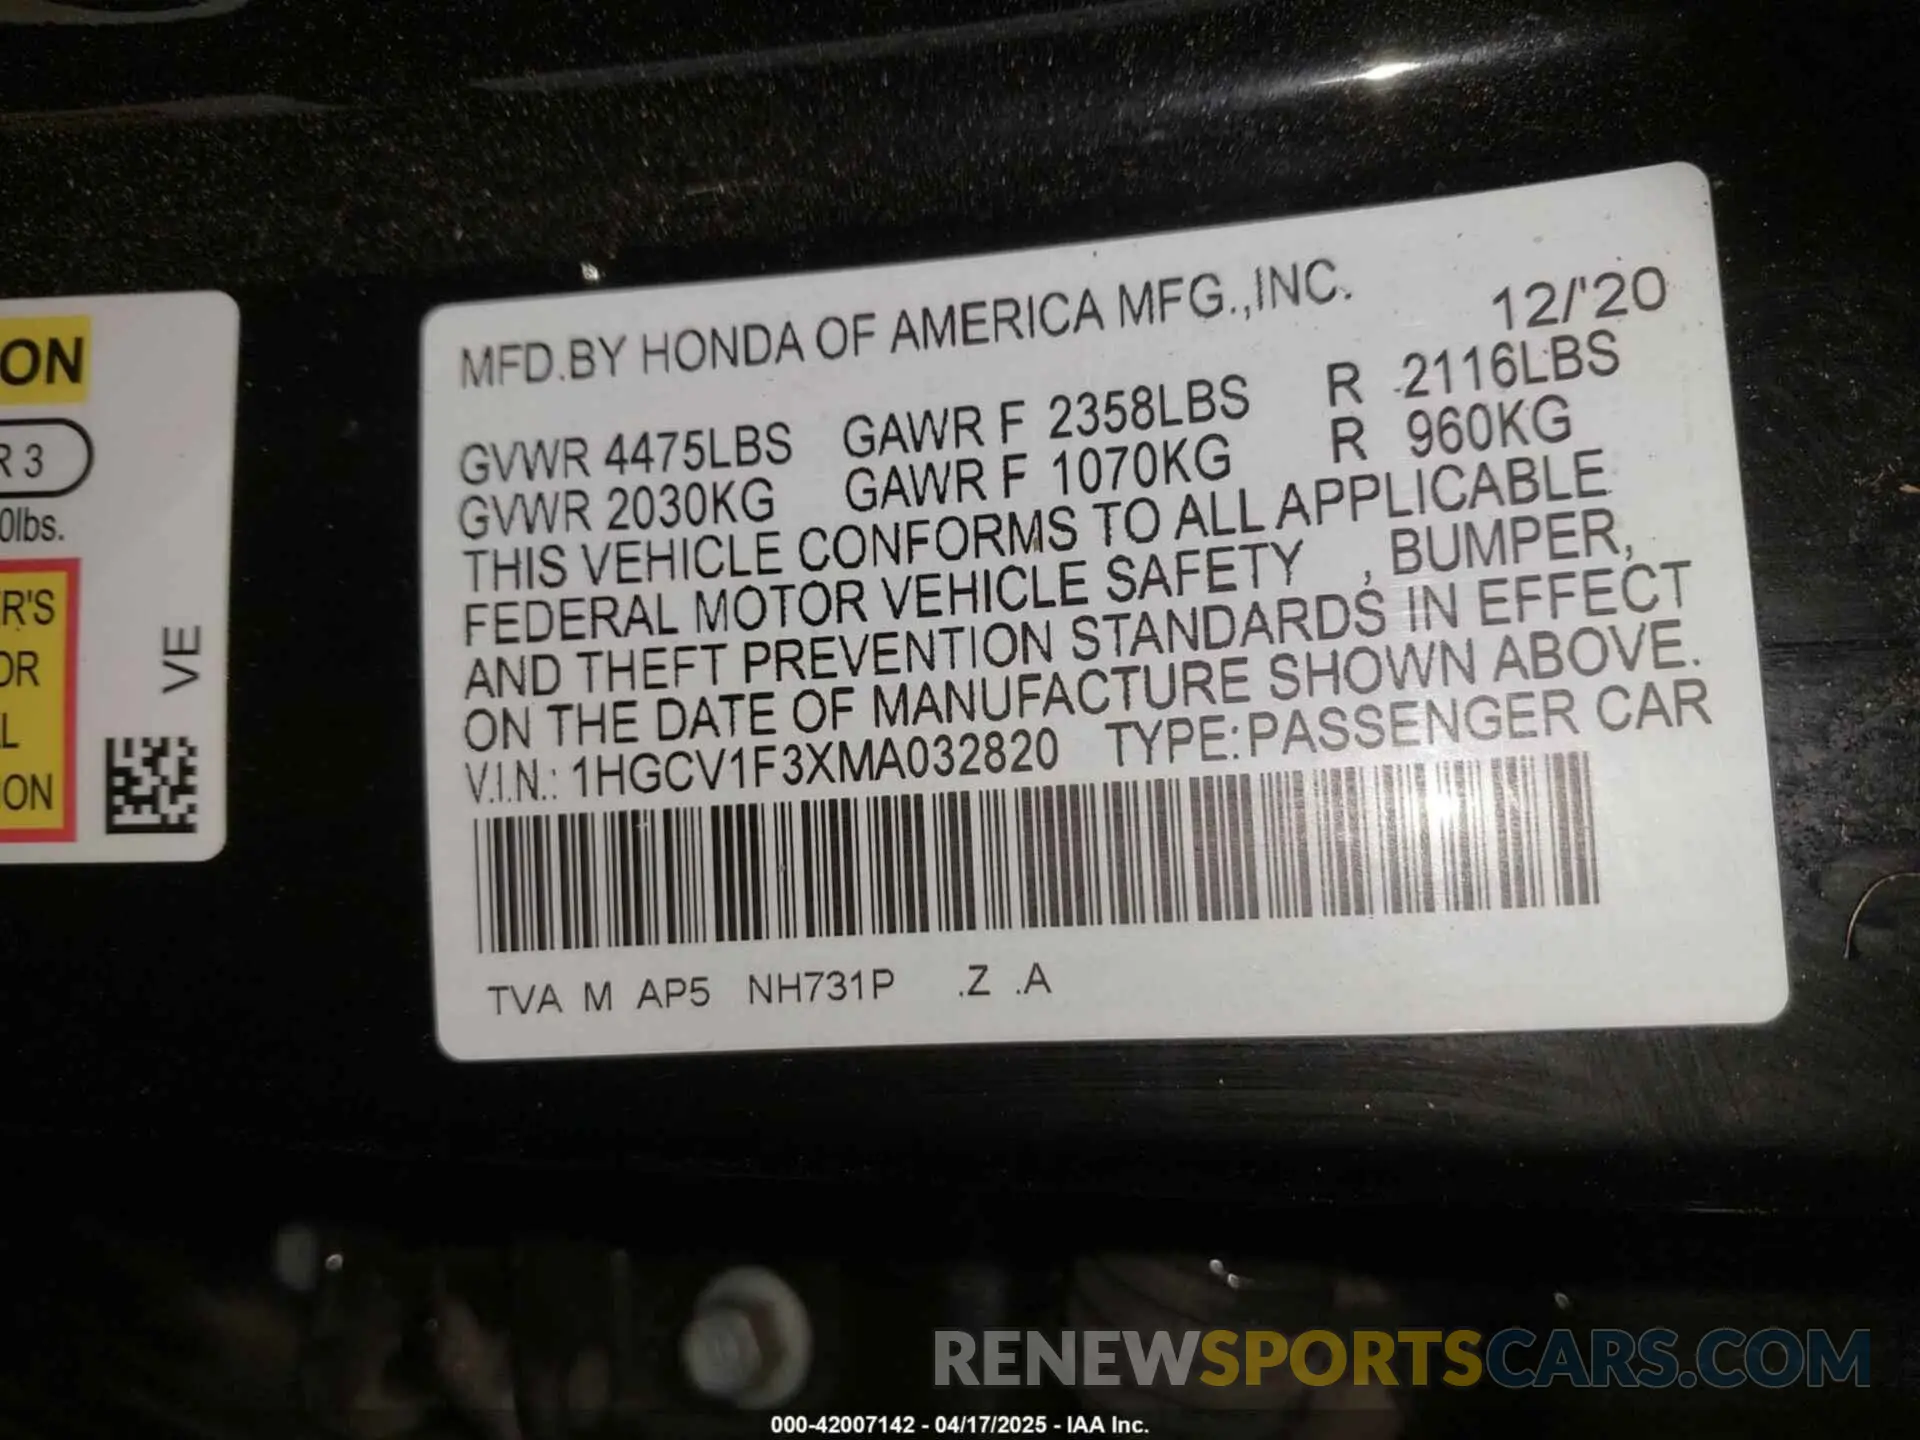 ON
R 3
0lbs.
R'S
OR
L
ION
VE
MFD.BY HONDA OF AMERICA MFG.,INC. 12/'20
GVWR 4475LBS GAWR F 2358LBS R 2116LBS
GVWR 2030KG GAWR F 1070KG R 960KG
THIS VEHICLE CONFORMS TO ALL APPLICABLE
FEDERAL MOTOR VEHICLE SAFETY , BUMPER,
AND THEFT PREVENTION STANDARDS IN EFFECT
ON THE DATE OF MANUFACTURE SHOWN ABOVE.
V.I.N.: 1HGCV1F3XMA032820 TYPE:PASSENGER CAR
TVA M AP5 NH731P .Z .A
RENEWSPORTSCARS.COM
000-42007142 - 04/17/2025 - IAA Inc.